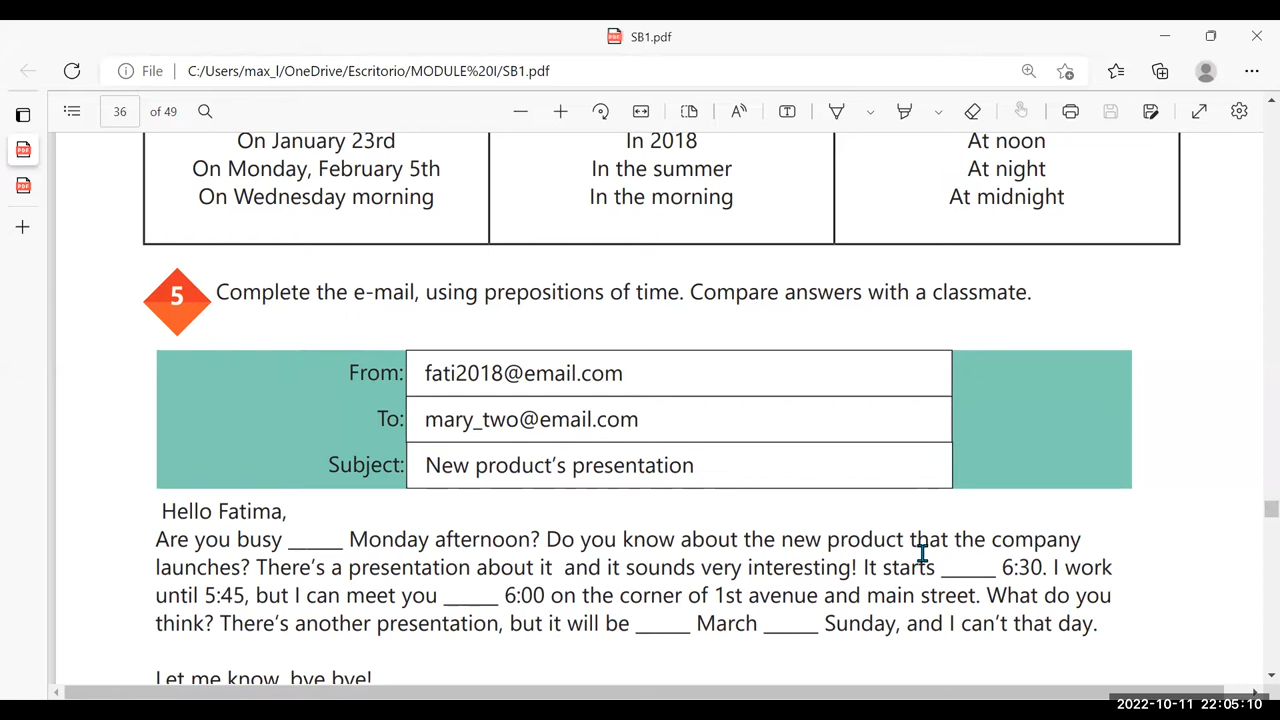 SB1.pdf
File
C:/Users/max_l/OneDrive/Escritorio/MODULE%20I/SB1.pdf
36 of 49
On January 23rd
On Monday, February 5th
On Wednesday morning
In 2018
In the summer
In the morning
At noon
At night
At midnight
5 Complete the e-mail, using prepositions of time. Compare answers with a classmate.
From: fati2018@email.com
To: mary_two@email.com
Subject: New product's presentation
Hello Fatima,
Are you busy _____ Monday afternoon? Do you know about the new product that the company
launches? There's a presentation about it and it sounds very interesting! It starts _____ 6:30. I work
until 5:45, but I can meet you _____ 6:00 on the corner of 1st avenue and main street. What do you
think? There's another presentation, but it will be _____ March _____ Sunday, and I can't that day.
Let me know, bye bye!
2022-10-11 22:05:10